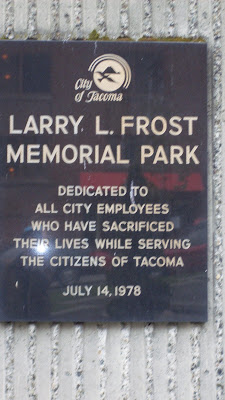 City
of Tacoma
LARRY L. FROST
MEMORIAL PARK
DEDICATED TO
ALL CITY EMPLOYEES
WHO HAVE SACRIFICED
THEIR LIVES WHILE SERVING
THE CITIZENS OF TACOMA
JULY 14, 1978